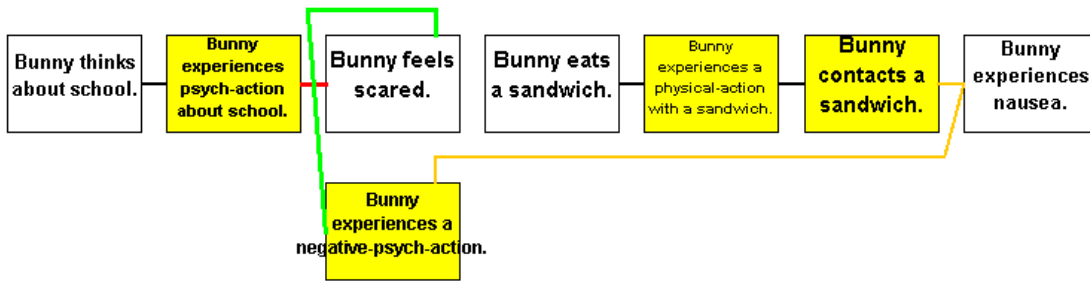 Bunny thinks
about school.
Bunny
experiences
psych-action
about school.
Bunny feels
scared.
Bunny eats
a sandwich.
Bunny
experiences a
physical-action
with a sandwich.
Bunny
contacts a
sandwich.
Bunny
experiences
nausea.
Bunny
experiences a
negative-psych-action.